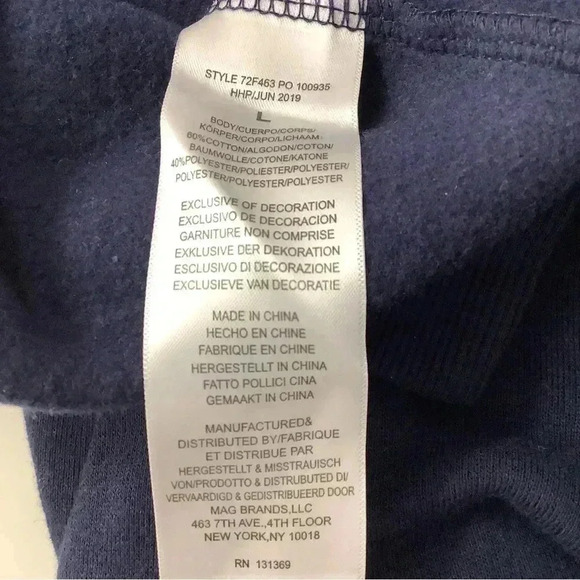 STYLE 72F463 PO 100935
HHP/JUN 2019
L
BODY/CUERPO/CORPS/
KÖRPER/CORPO/LICHAAM
60%COTTON/ALGODON/COTON/
BAUMWOLLE/COTONE/KATONE
40%POLYESTER/POLIESTER/POLYESTER/
POLYESTER/POLYESTER/POLYESTER
EXCLUSIVE OF DECORATION
EXCLUSIVO DE DECORACION
GARNITURE NON COMPRISE
EXKLUSIVE DER DEKORATION
ESCLUSIVO DI DECORAZIONE
EXCLUSIEVE VAN DECORATIE
MADE IN CHINA
HECHO EN CHINE
FABRIQUE EN CHINE
HERGESTELLT IN CHINA
FATTO POLLICI CINA
GEMAAKT IN CHINA
MANUFACTURED&
DISTRIBUTED BY/FABRIQUE
ET DISTRIBUE PAR
HERGESTELLT & MISSTRAUISCH
VON/PRODOTTO & DISTRIBUTED DI/
VERVAARDIGD & GEDISTRIBUEERD DOOR
MAG BRANDS,LLC
463 7TH AVE.,4TH FLOOR
NEW YORK,NY 10018
RN 131369